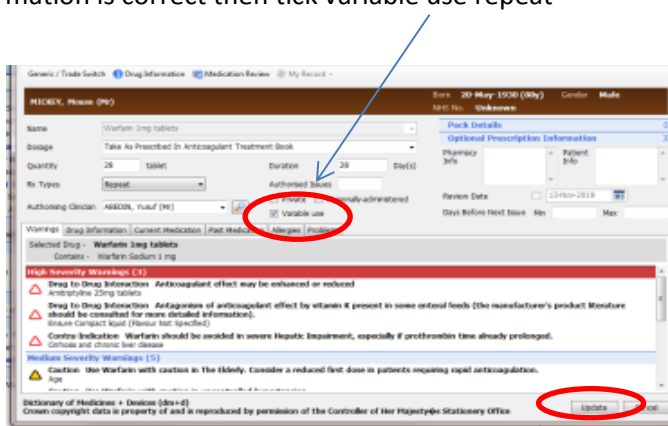 mation is correct then tick variable use repeat
Generic / Trade Switch Drug Information Medication Review My Record
MICKEY, Mouse (Mr) Born 20-May-1930 (88y) Gender Male
NHS No. Unknown
Name Warfarin 1mg tablets Pack Details
Optional Prescription Information
Dosage Take As Prescribed In Anticoagulant Treatment Book
Pharmacy Info Patient Info
Quantity 28 tablet Duration 28 Day(s)
Rx Types Repeat Authorised Issues
Private onally-administered
Review Date 13-Nov-2019
Authorising Clinician ABEDIN, Yusuf (Mr) Variable use
Days Before Next Issue Min Max
Warnings Drug Information Current Medication Past Medication Allergies Problems
Selected Drug - Warfarin 1mg tablets
Contains - Warfarin Sodium 1 mg
High Severity Warnings (3)
Drug to Drug Interaction Anticoagulant effect may be enhanced or reduced
Amitriptyline 25mg tablets
Drug to Drug Interaction Antagonism of anticoagulant effect by vitamin K present in some enteral feeds (the manufacturer's product literature
should be consulted for more detailed information).
Ensure Compact liquid (Flavour Not Specified)
Contra-Indication Warfarin should be avoided in severe Hepatic Impairment, especially if prothrombin time already prolonged.
Cirrhosis and chronic liver disease
Medium Severity Warnings (5)
Caution Use Warfarin with caution in The Elderly. Consider a reduced first dose in patients requiring rapid anticoagulation.
Age
Dictionary of Medicines + Devices (dm+d)
Crown copyright data is property of and is reproduced by permission of the Controller of Her Majesty�s Stationery Office
Update Cancel